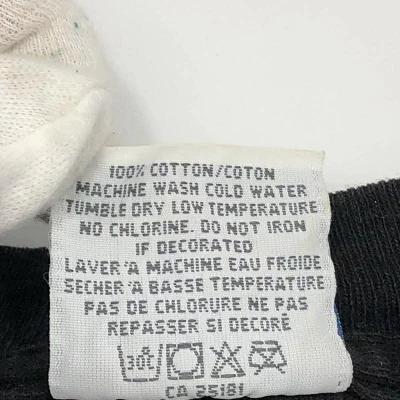 100% COTTON/COTON
MACHINE WASH COLD WATER
TUMBLE DRY LOW TEMPERATURE
NO CHLORINE. DO NOT IRON
IF DECORATED
LAVER'A MACHINE EAU FROIDE
SECHER'A BASSE TEMPERATURE
PAS DE CHLORURE NE PAS
REPASSER SI DECORÉ
30C
CA 25181